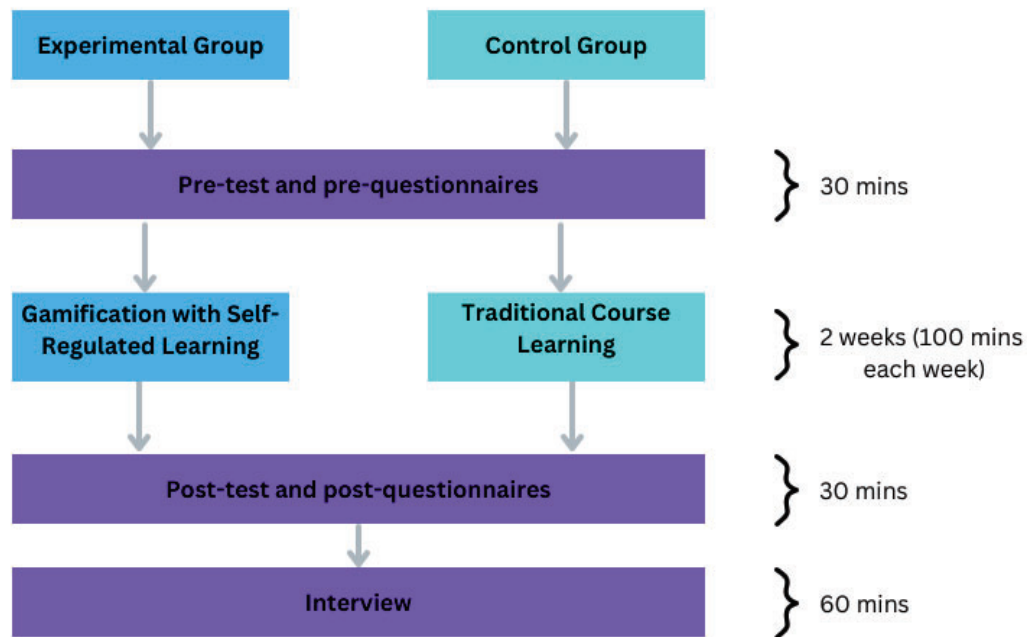 Experimental Group
Control Group
Pre-test and pre-questionnaires
30 mins
Gamification with Self-
Regulated Learning
Traditional Course
Learning
2 weeks (100 mins
each week)
Post-test and post-questionnaires
30 mins
Interview
60 mins